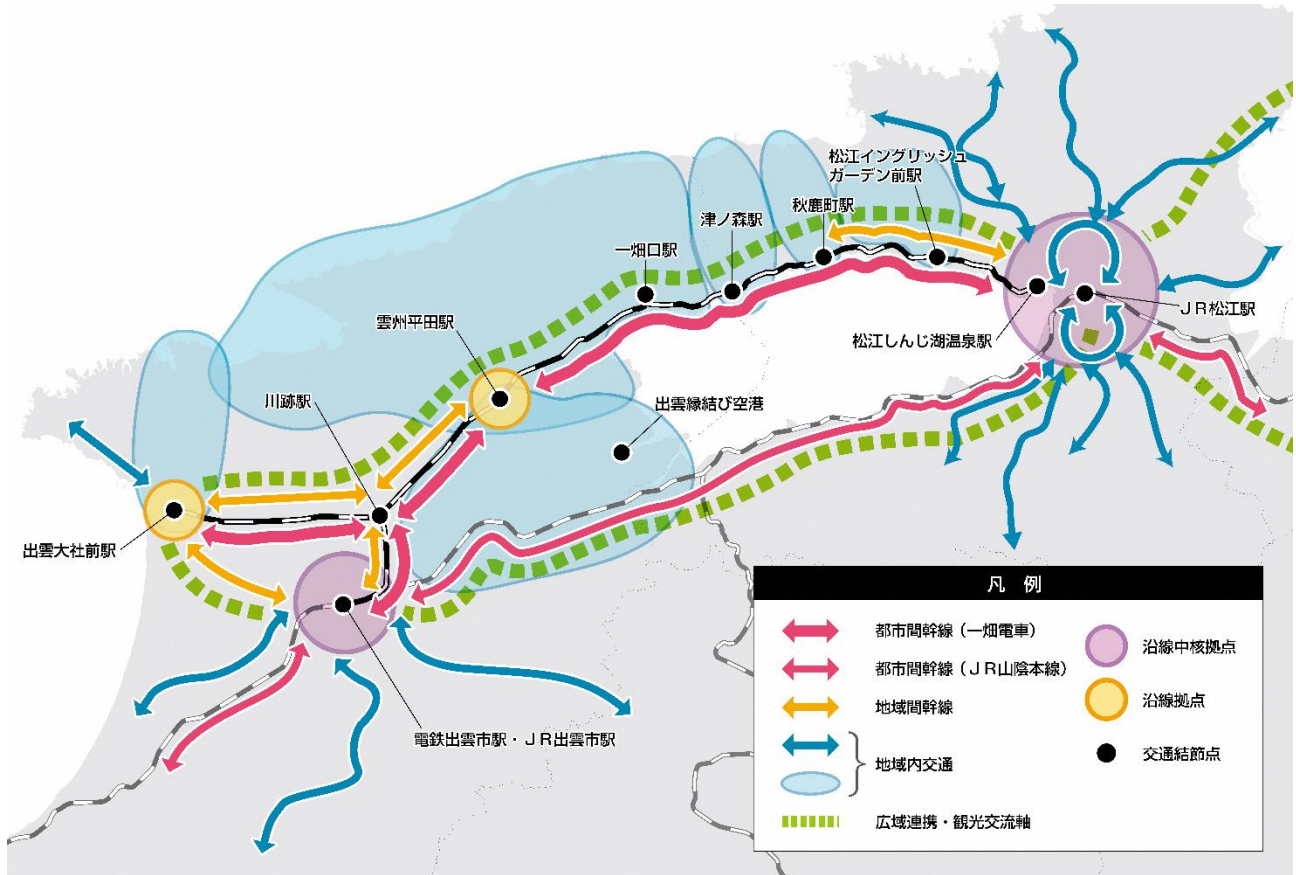 松江イングリッシュ
ガーデン前駅
秋鹿町駅
津ノ森駅
一畑口駅
ＪＲ松江駅
雲州平田駅
松江しんじ湖温泉駅
川跡駅
出雲縁結び空港
出雲大社前駅
電鉄出雲市駅・ＪＲ出雲市駅
凡 例
都市間幹線（一畑電車）
都市間幹線（ＪＲ山陰本線）
地域間幹線
地域内交通
広域連携・観光交流軸
沿線中核拠点
沿線拠点
交通結節点